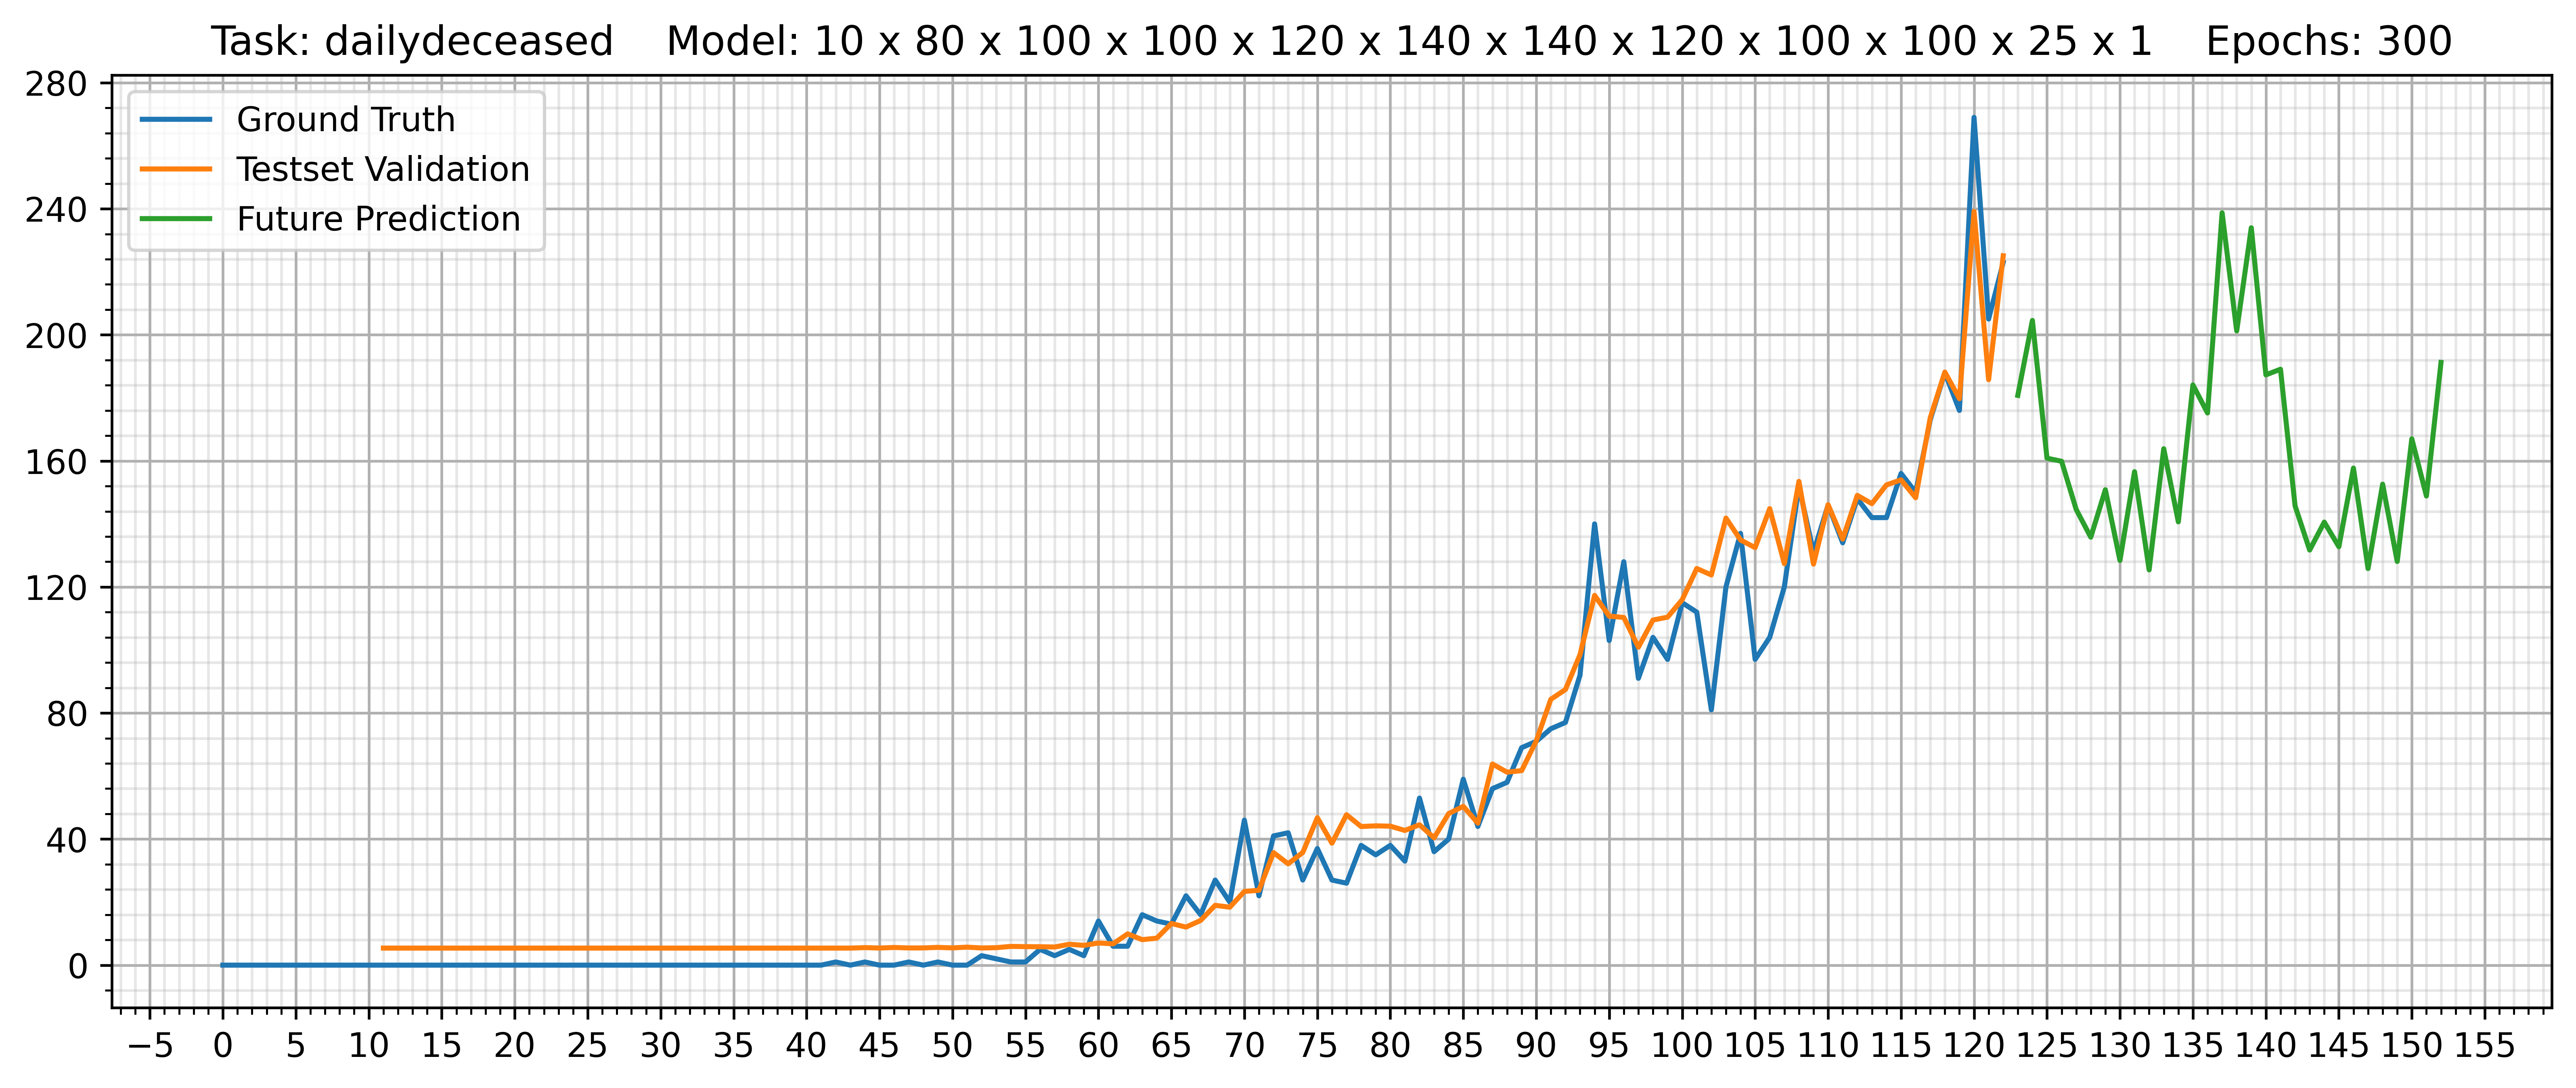 Task: dailydeceased    Model: 10 x 80 x 100 x 100 x 120 x 140 x 140 x 120 x 100 x 100 x 25 x 1    Epochs: 300
280
240
200
160
120
80
40
0
Ground Truth
Testset Validation
Future Prediction
−5 0 5 10 15 20 25 30 35 40 45 50 55 60 65 70 75 80 85 90 95 100 105 110 115 120 125 130 135 140 145 150 155